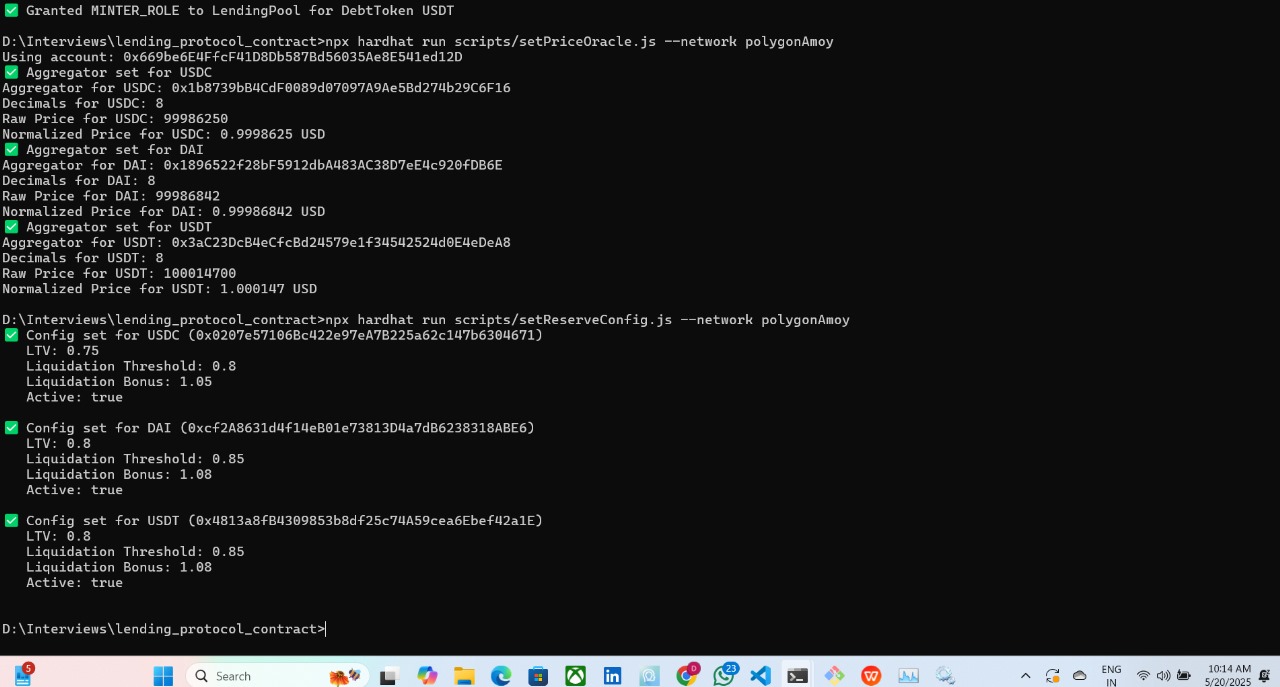 ✅ Granted MINTER_ROLE to LendingPool for DebtToken USDT
D:\Interviews\lending_protocol_contract>npx hardhat run scripts/setPriceOracle.js --network polygonAmoy
Using account: 0x669be6E4FfcF41D8Db587Bd56035Ae8E541ed12D
✅ Aggregator set for USDC
Aggregator for USDC: 0x1b8739bB4CdF0089d07097A9Ae5Bd274b29C6F16
Decimals for USDC: 8
Raw Price for USDC: 99986250
Normalized Price for USDC: 0.9998625 USD
✅ Aggregator set for DAI
Aggregator for DAI: 0x1896522f28bF5912dbA483AC38D7eE4c920fDB6E
Decimals for DAI: 8
Raw Price for DAI: 99986842
Normalized Price for DAI: 0.99986842 USD
✅ Aggregator set for USDT
Aggregator for USDT: 0x3aC23DcB4eCfcBd24579e1f34542524d0E4eDeA8
Decimals for USDT: 8
Raw Price for USDT: 100014700
Normalized Price for USDT: 1.000147 USD
D:\Interviews\lending_protocol_contract>npx hardhat run scripts/setReserveConfig.js --network polygonAmoy
✅ Config set for USDC (0x0207e57106Bc422e97eA7B225a62c147b6304671)
LTV: 0.75
Liquidation Threshold: 0.8
Liquidation Bonus: 1.05
Active: true
✅ Config set for DAI (0xcf2A8631d4f14eB01e73813D4a7dB6238318ABE6)
LTV: 0.8
Liquidation Threshold: 0.85
Liquidation Bonus: 1.08
Active: true
✅ Config set for USDT (0x4813a8fB4309853b8df25c74A59cea6Ebef42a1E)
LTV: 0.8
Liquidation Threshold: 0.85
Liquidation Bonus: 1.08
Active: true
D:\Interviews\lending_protocol_contract>
5
Search
D
23
ENG
IN
10:14 AM
5/20/2025